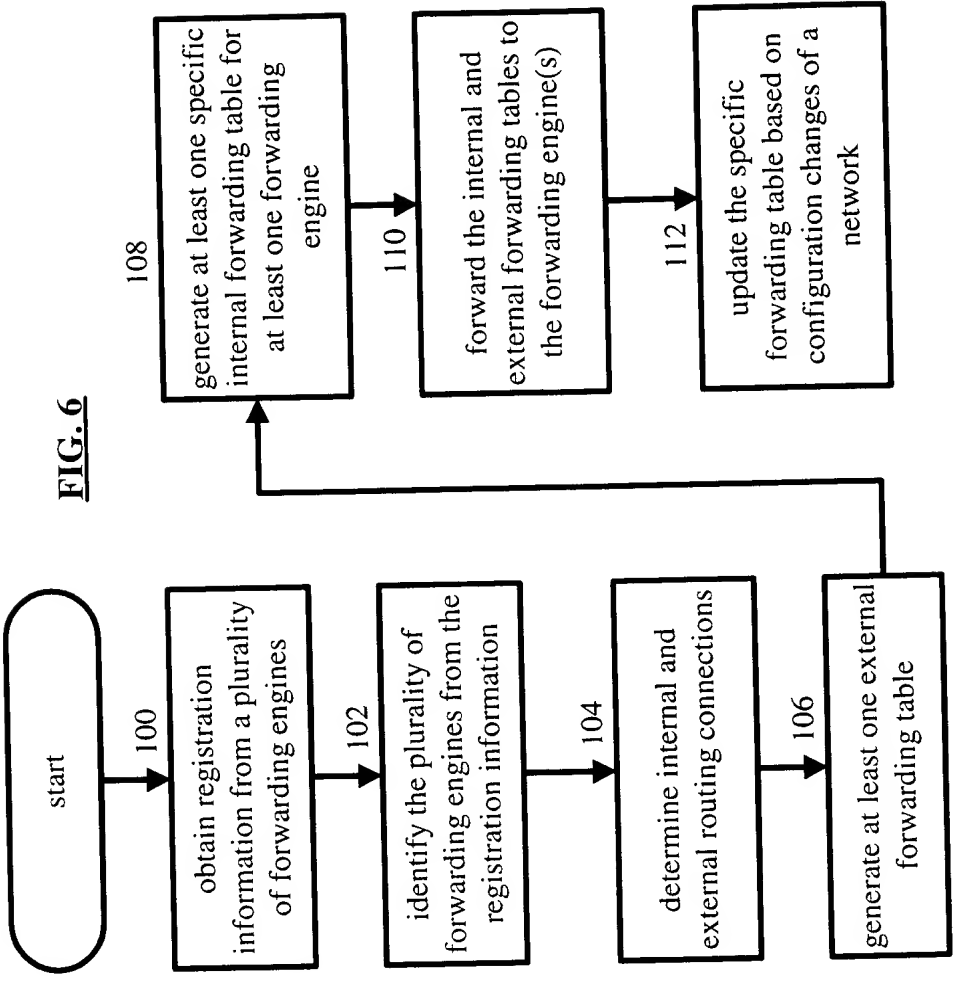 FIG. 6
start
100
obtain registration
information from a plurality
of forwarding engines
102
identify the plurality of
forwarding engines from the
registration information
104
determine internal and
external routing connections
106
generate at least one external
forwarding table
108
generate at least one specific
internal forwarding table for
at least one forwarding
engine
110
forward the internal and
external forwarding tables to
the forwarding engine(s)
112
update the specific
forwarding table based on
configuration changes of a
network